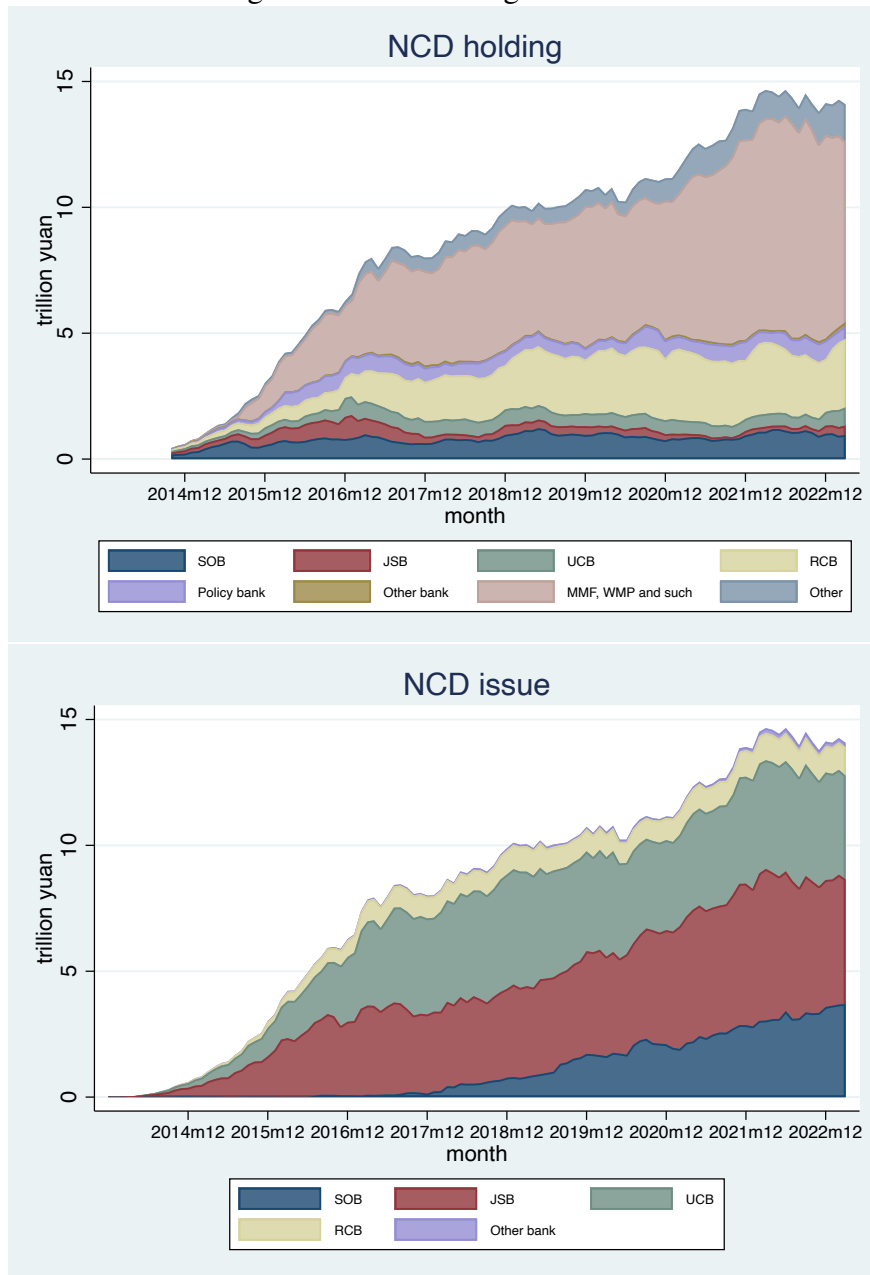 NCD holding
15
10
5
0
trillion yuan
2014m12 2015m12 2016m12 2017m12 2018m12 2019m12 2020m12 2021m12 2022m12
month
SOB JSB UCB RCB
Policy bank Other bank MMF, WMP and such Other
NCD issue
15
10
5
0
trillion yuan
2014m12 2015m12 2016m12 2017m12 2018m12 2019m12 2020m12 2021m12 2022m12
month
SOB JSB UCB
RCB Other bank